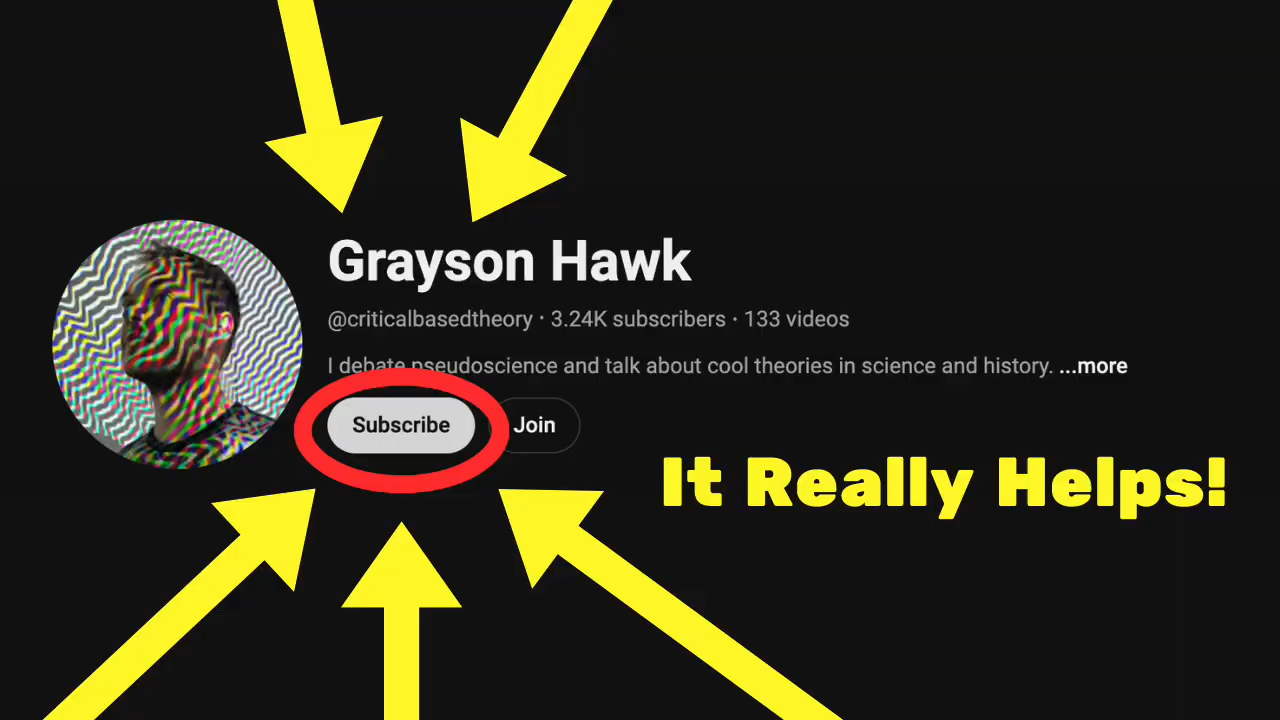 Grayson Hawk
@criticalbasedtheory · 3.24K subscribers · 133 videos
I debate pseudoscience and talk about cool theories in science and history. ...more
Subscribe
Join
It Really Helps!